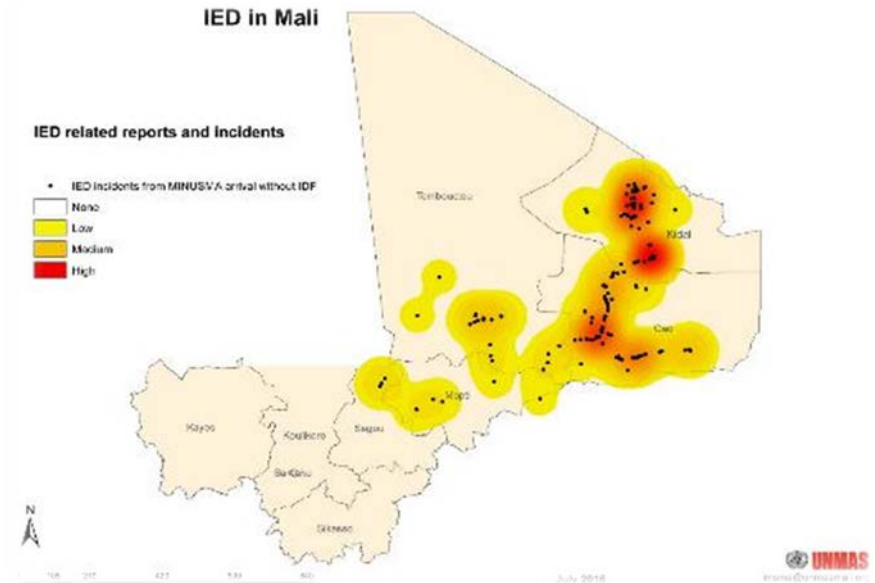 IED in Mali
IED related reports and incidents
IED incidents from MINUSMA arrival without IDF
None
Low
Medium
High
Tombouctou
Kidal
Gao
Mopti
Segou
Kayes
Koulikoro
Bamako
Sikasso
N
July 2016
UNMAS